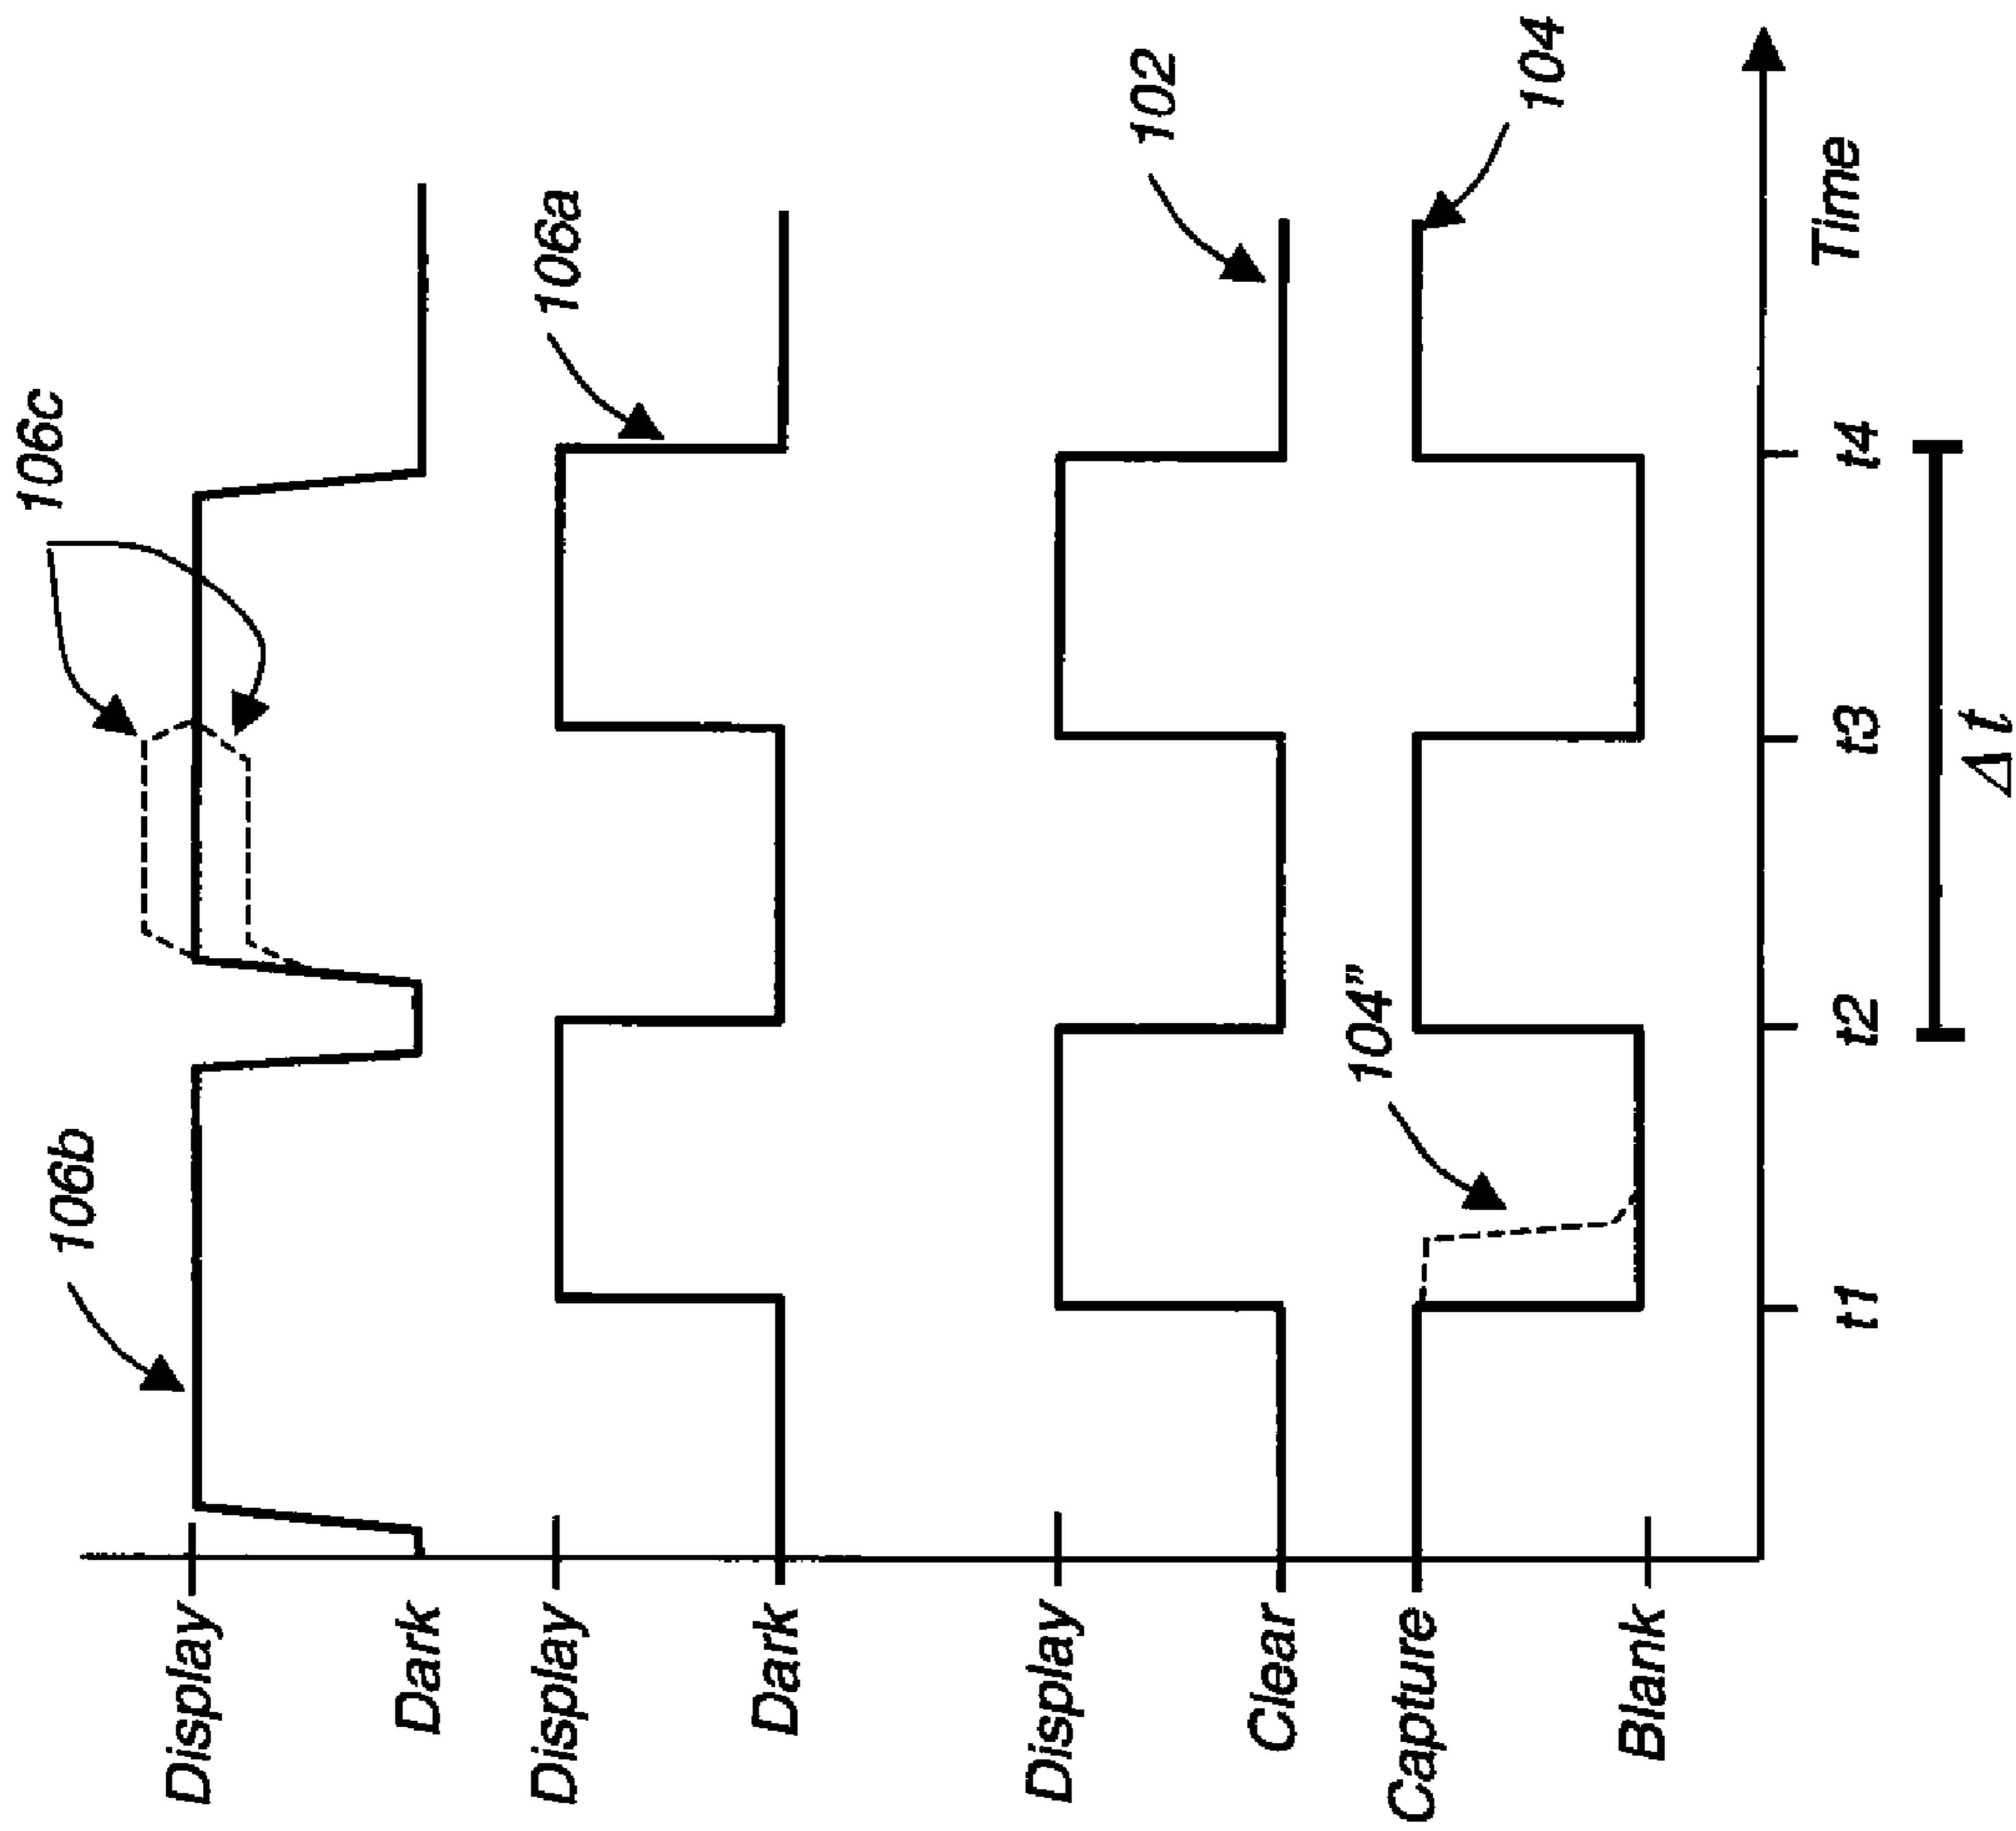 106b
106c
Display
Dark
106a
Display
Dark
102
Display
Clear
104"
104
Capture
Blank
t1
t2
t3
t4
Time
Δt